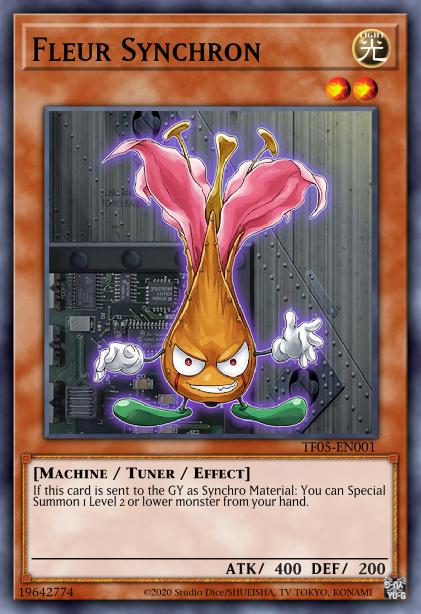 FLEUR SYNCHRON
LIGHT
光
TF05-EN001
[MACHINE / TUNER / EFFECT]
If this card is sent to the GY as Synchro Material: You can Special
Summon 1 Level 2 or lower monster from your hand.
ATK/ 400 DEF/ 200
19642774
©2020 Studio Dice/SHUEISHA, TV TOKYO, KONAMI